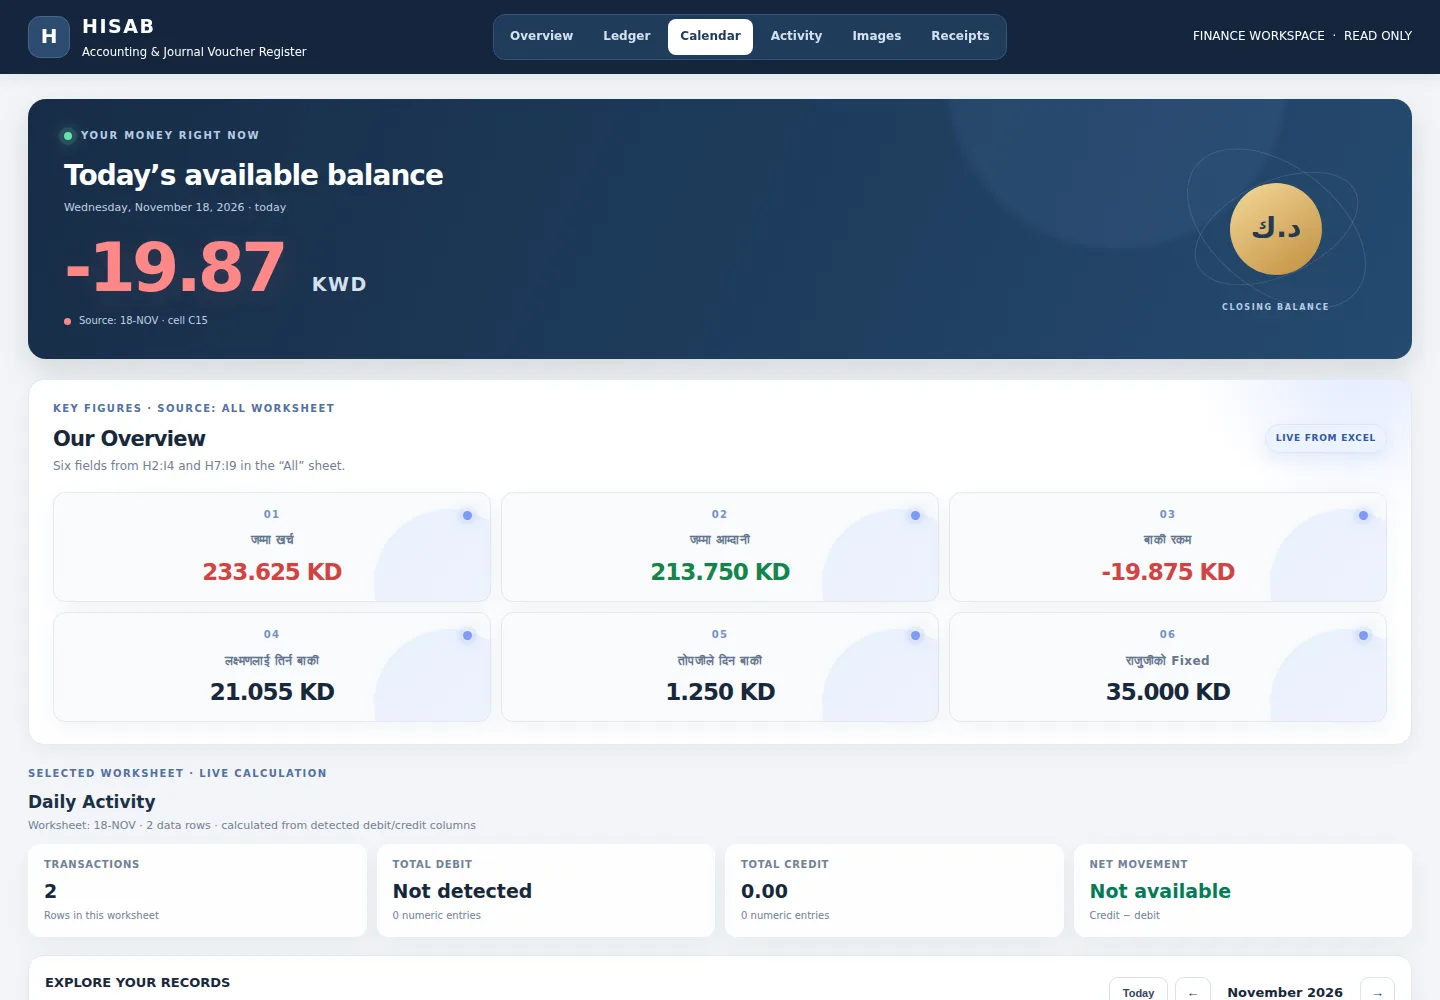 H
HISAB
Accounting & Journal Voucher Register
Overview
Ledger
Calendar
Activity
Images
Receipts
FINANCE WORKSPACE · READ ONLY
YOUR MONEY RIGHT NOW
Today’s available balance
Wednesday, November 18, 2026 · today
-19.87 KWD
Source: 18-NOV · cell C15
د.ك
CLOSING BALANCE
KEY FIGURES · SOURCE: ALL WORKSHEET
Our Overview
Six fields from H2:I4 and H7:I9 in the “All” sheet.
LIVE FROM EXCEL
01
जम्मा खर्च
233.625 KD
02
जम्मा आम्दानी
213.750 KD
03
बाकी रकम
-19.875 KD
04
लक्ष्मणलाई तिर्न बाकी
21.055 KD
05
तोपजीले दिन बाकी
1.250 KD
06
राजुजीको Fixed
35.000 KD
SELECTED WORKSHEET · LIVE CALCULATION
Daily Activity
Worksheet: 18-NOV · 2 data rows · calculated from detected debit/credit columns
TRANSACTIONS
2
Rows in this worksheet
TOTAL DEBIT
Not detected
0 numeric entries
TOTAL CREDIT
0.00
0 numeric entries
NET MOVEMENT
Not available
Credit − debit
EXPLORE YOUR RECORDS
Today
←
November 2026
→